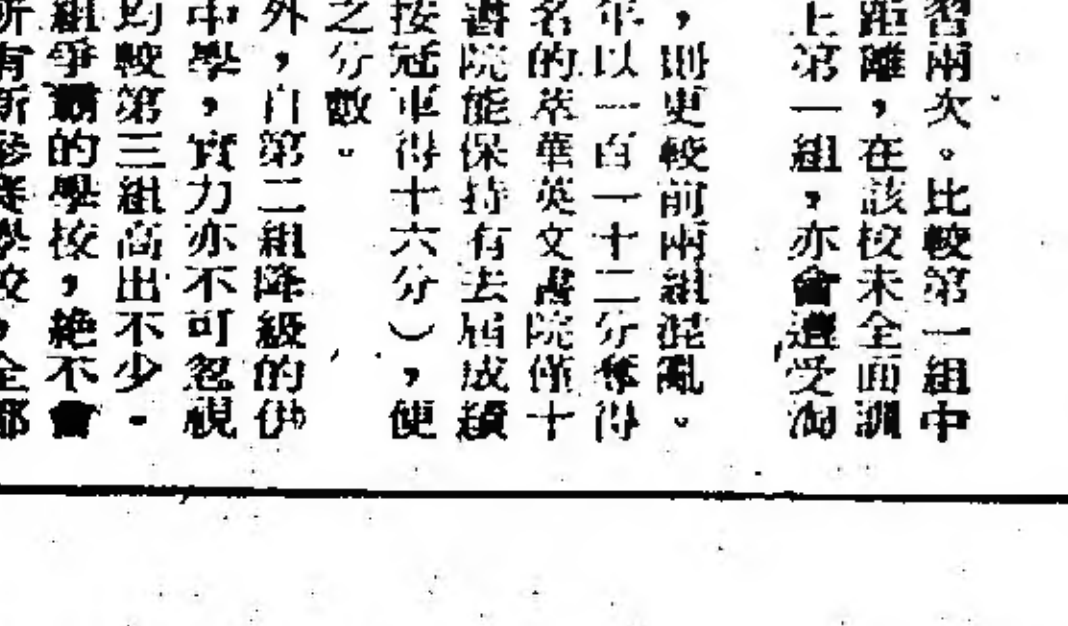 習兩次。比較第一組中
距離，在該校未全面訓
上第一組，亦會遭受淘
，則更較前兩組混亂。
年以一百一十二分奪得
名的萃華英文書院僅十
書院能保持有去屆成績
按冠軍得十六分），便
之分數。
外，自第二組降級的供
中學，實力亦不可忽視
均較第三組高出不少。
組爭霸的學校，絕不會
所有新參賽學校，全部